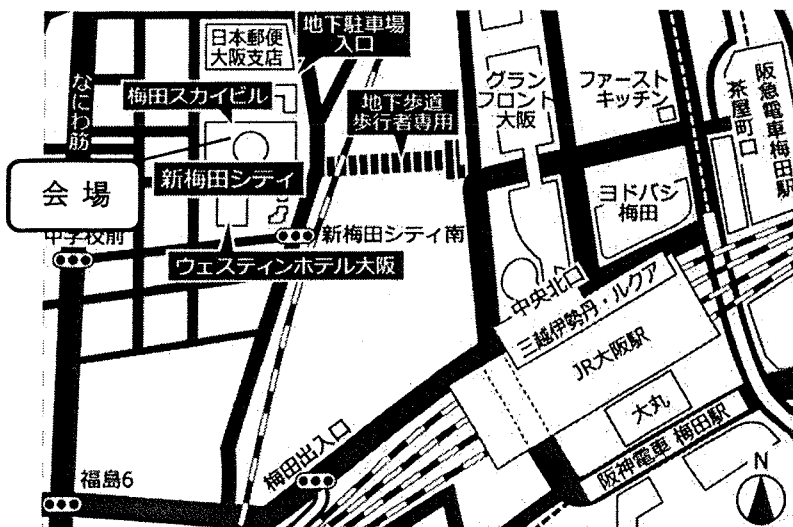 日本郵便
大阪支店
地下駐車場
入口
なにわ筋
梅田スカイビル
地下歩道
歩行者専用
グラン
フロント
大阪
ファースト
キッチン
阪急電車梅田駅
茶屋町口
会場
新梅田シティ
ヨドバシ
梅田
中学校前
新梅田シティ南
ウェスティンホテル大阪
中央北口
三越伊勢丹・ルクア
JR大阪駅
大丸
阪神電車 梅田駅
梅田出入口
福島6
N